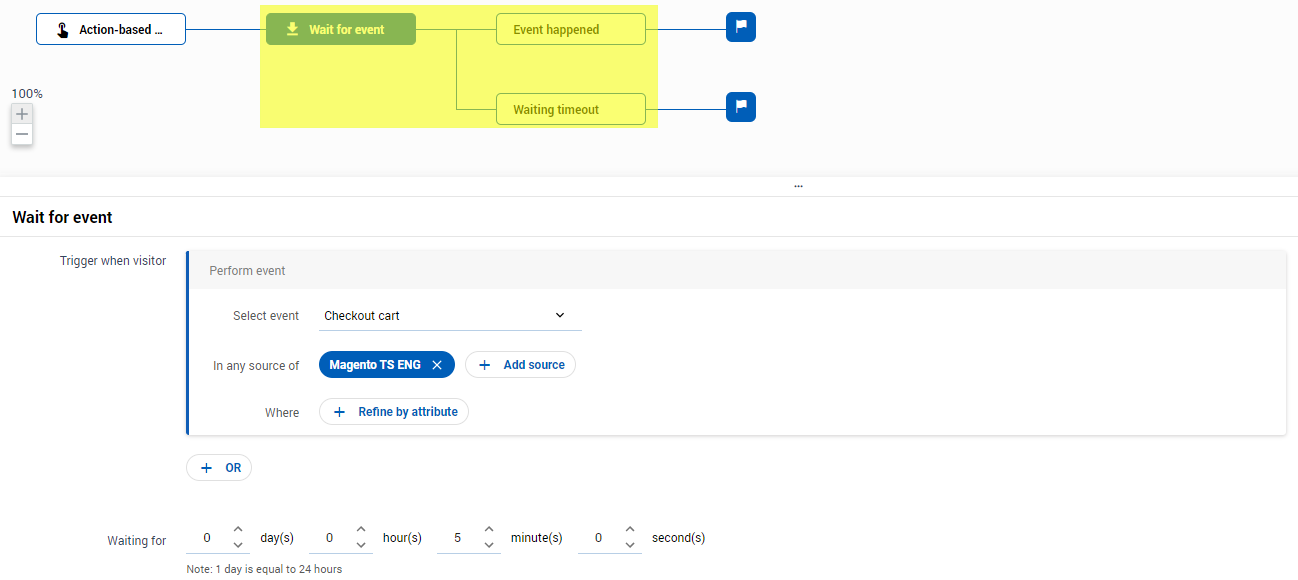 Action-based ...
Wait for event
Event happened
100%
Waiting timeout
...
Wait for event
Trigger when visitor
Perform event
Select event Checkout cart
In any source of Magento TS ENG Add source
Where Refine by attribute
OR
Waiting for 0 day(s) 0 hour(s) 5 minute(s) 0 second(s)
Note: 1 day is equal to 24 hours